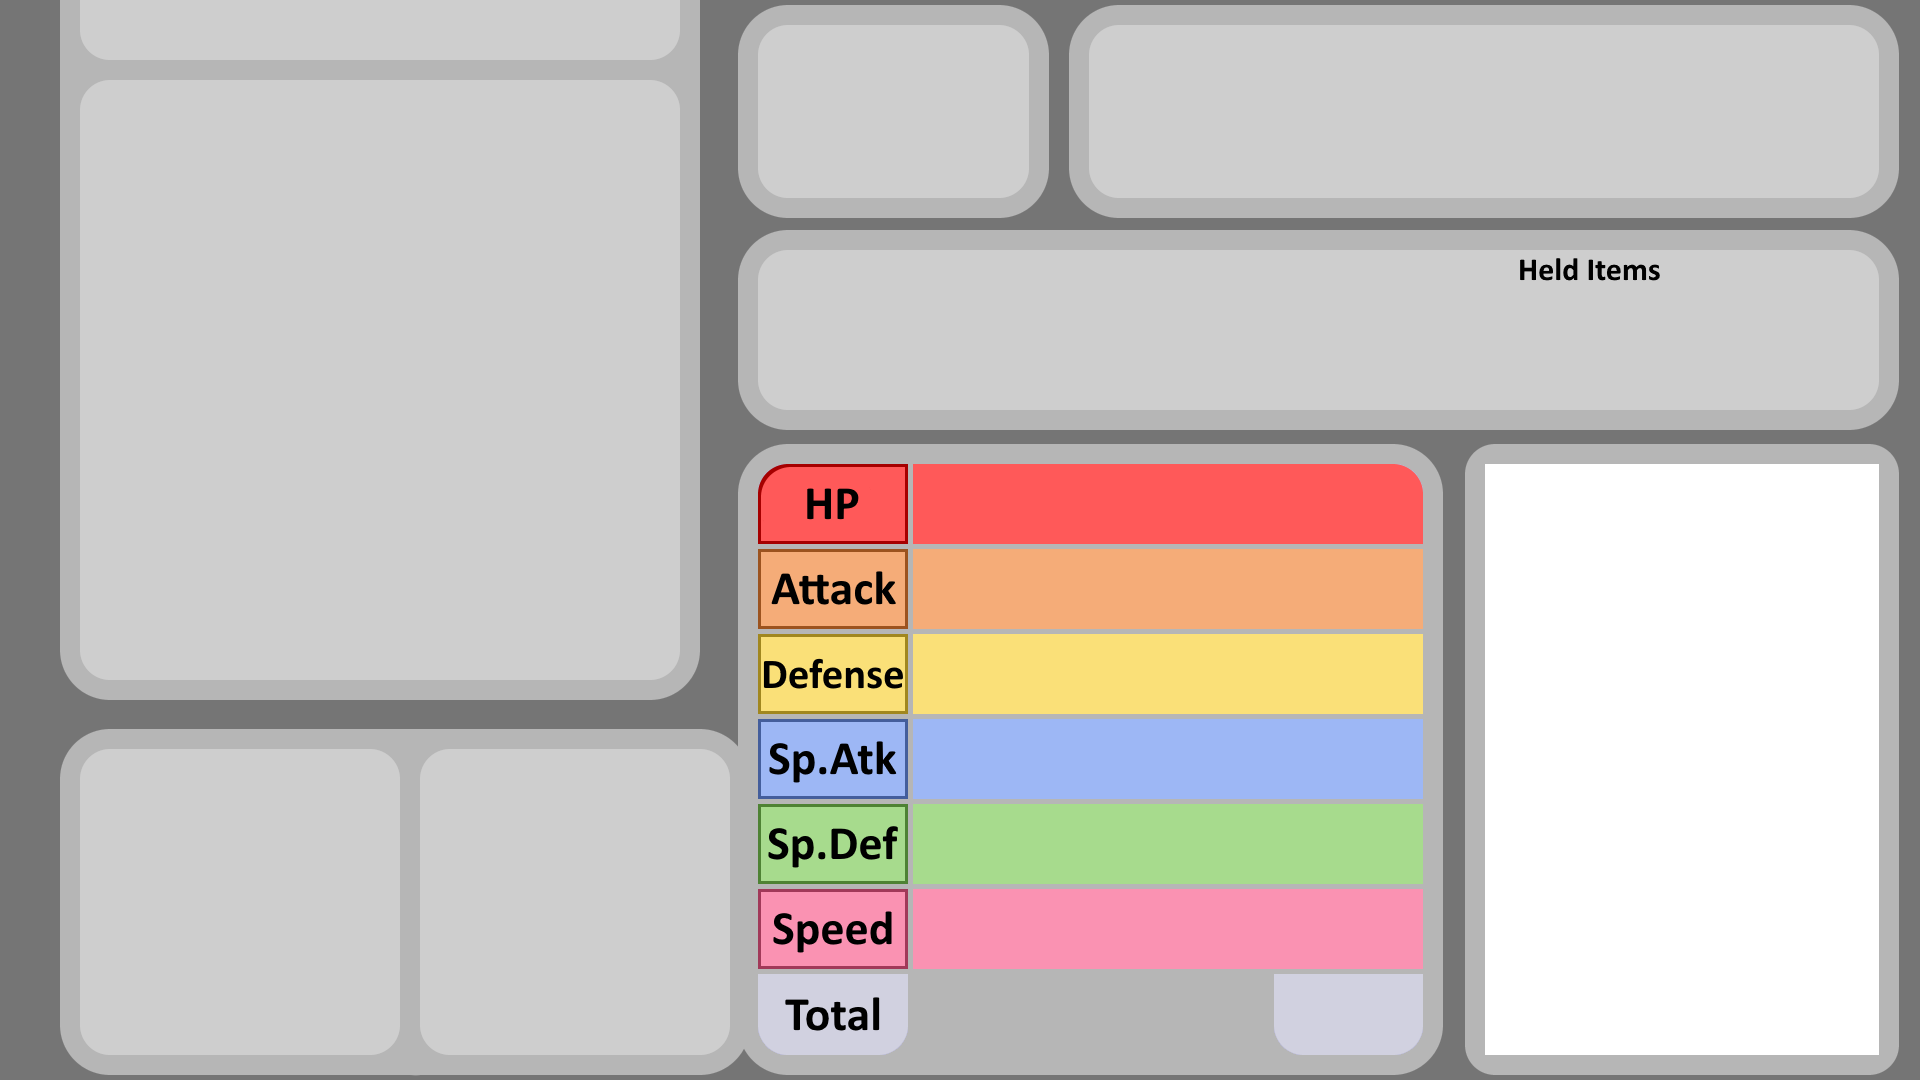 Held Items
HP
Attack
Defense
Sp.Atk
Sp.Def
Speed
Total